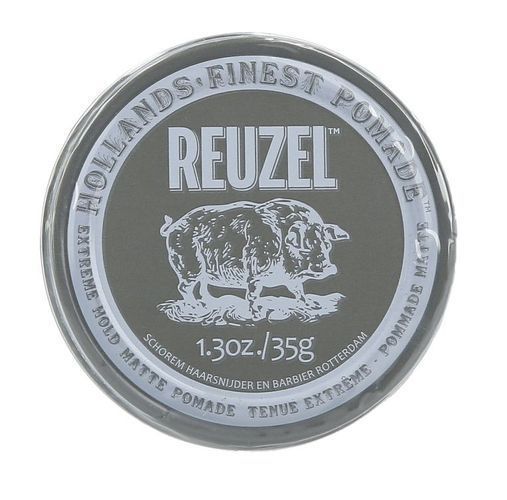 HOLLANDS · FINEST POMADE™
REUZEL™
1.3oz./35g
SCHOREM HAARSNIJDER EN BARBIER ROTTERDAM
EXTREME HOLD MATTE POMADE TENUE EXTRÊME · POMMADE MATTE